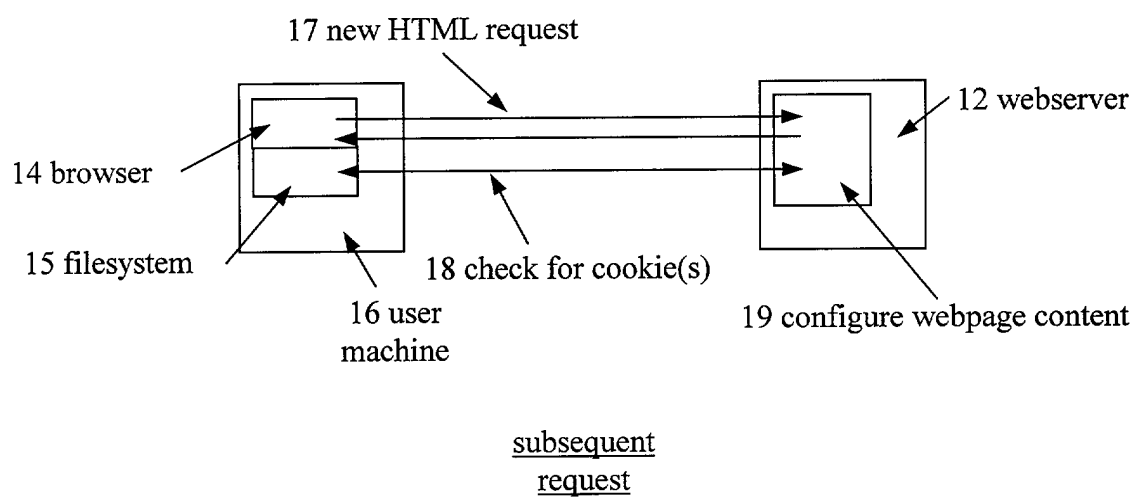 17 new HTML request
12 webserver
14 browser
15 filesystem
18 check for cookie(s)
16 user
machine
19 configure webpage content
subsequent
request